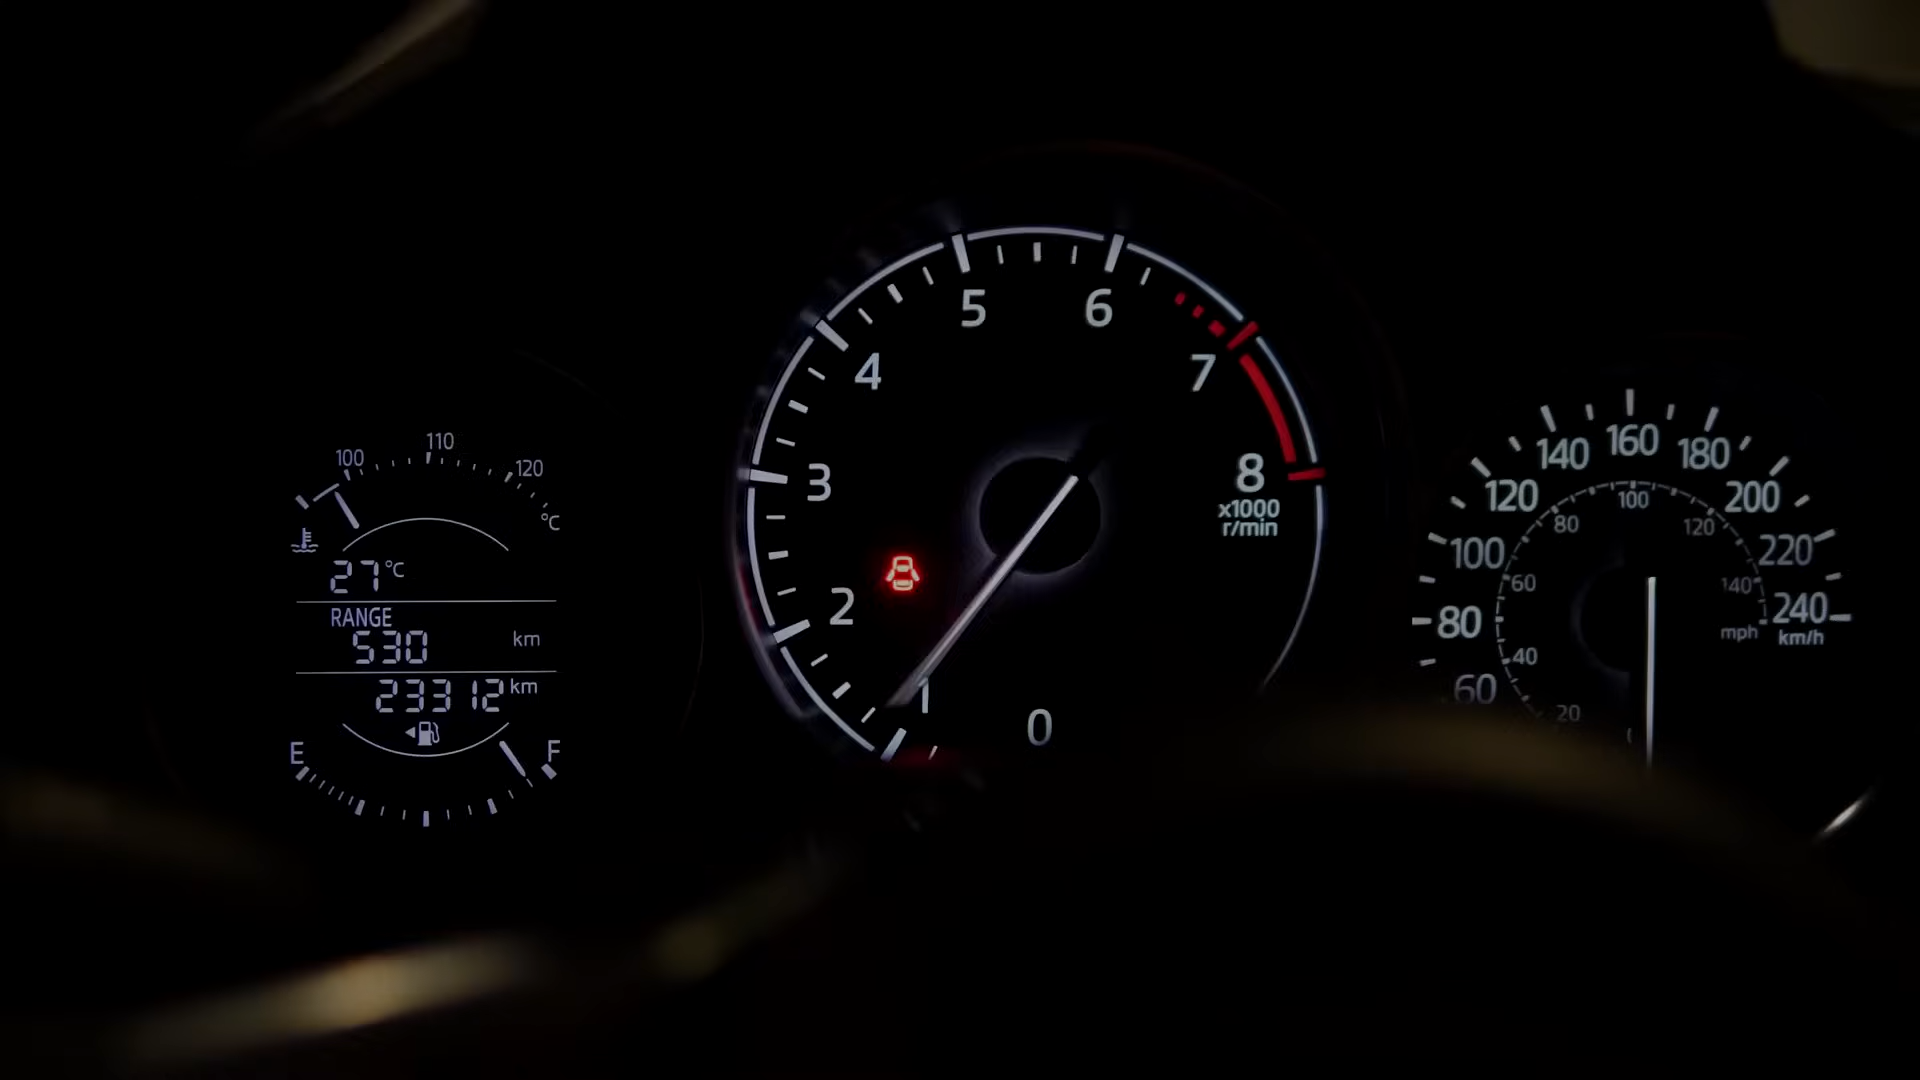 100 110 120
°C
27 °C
RANGE
530 km
23312 km
E F
0 1 2 3 4 5 6 7 8
x1000
r/min
60 80 100 120 140 160 180 200 220 240
km/h
20 40 60 80 100 120 140
mph